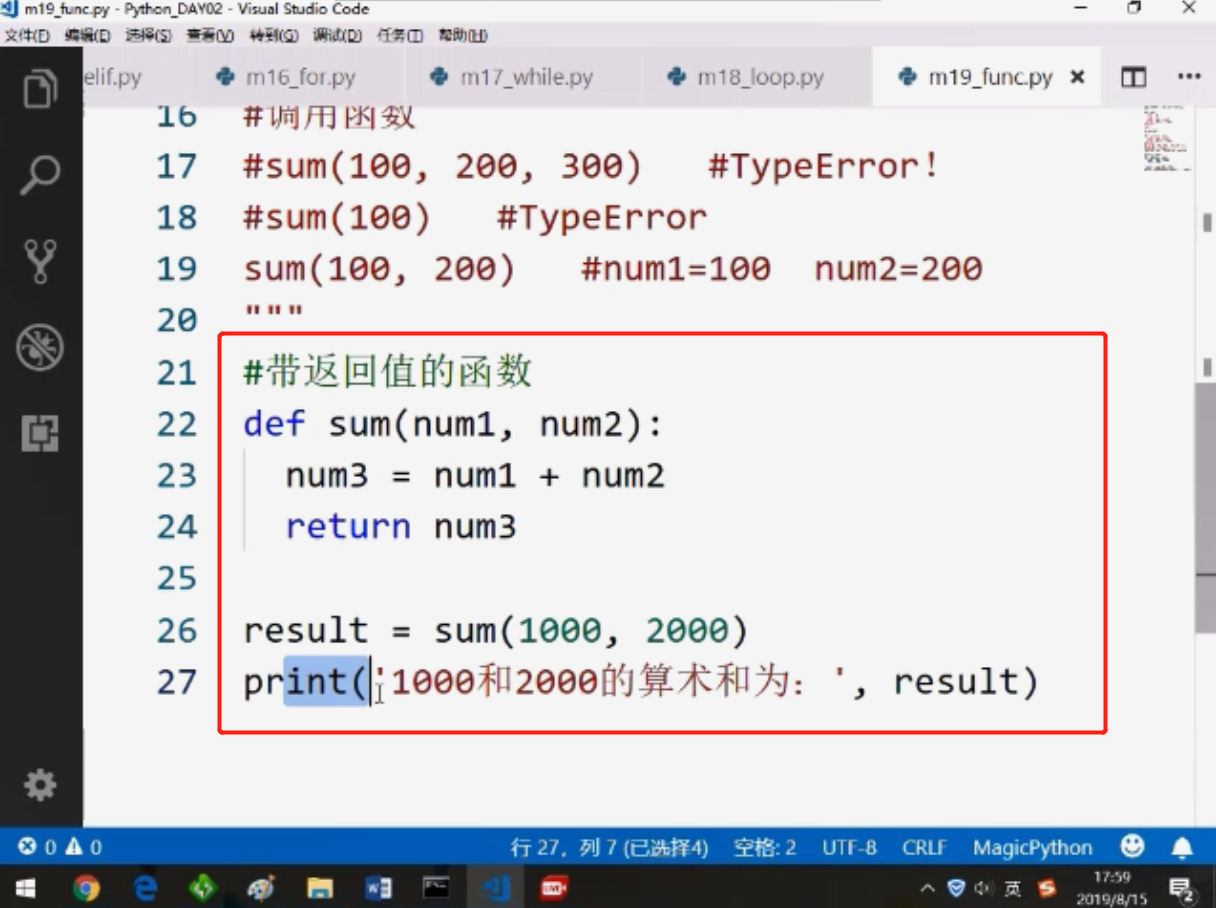 m19_func.py - Python_DAY02 - Visual Studio Code
文件(F) 编辑(E) 选择(S) 查看(V) 转到(G) 调试(D) 任务(T) 帮助(H)
elif.py m16_for.py m17_while.py m18_loop.py m19_func.py
16 #调用函数
17 #sum(100, 200, 300) #TypeError!
18 #sum(100) #TypeError
19 sum(100, 200) #num1=100 num2=200
20 """
21 #带返回值的函数
22 def sum(num1, num2):
23 num3 = num1 + num2
24 return num3
25
26 result = sum(1000, 2000)
27 print('1000和2000的算术和为: ', result)
0 0 行 27，列 7 (已选择4) 空格: 2 UTF-8 CRLF MagicPython
英 17:59
2019/8/15 2